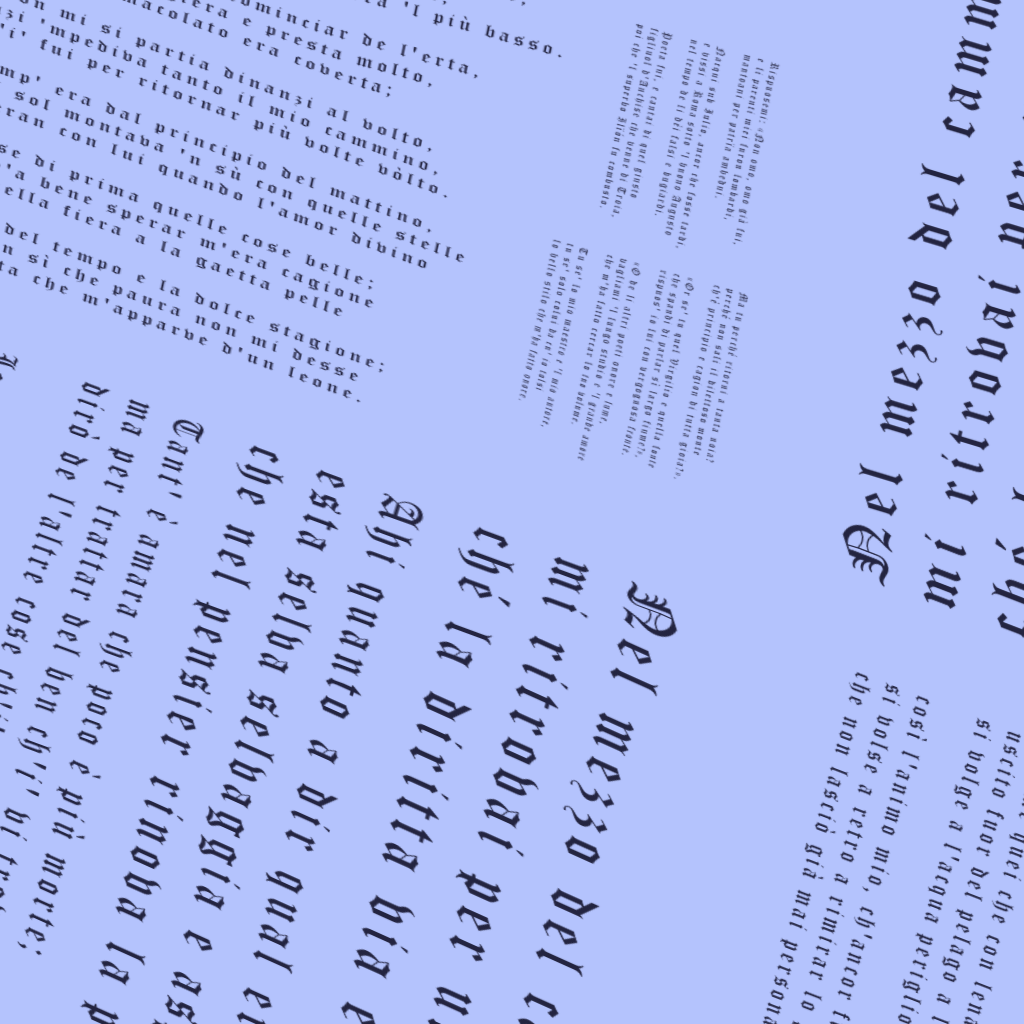 'l più basso.
de l'erta,
e presta molto,
era coverta;
mi si partia dinanzi al volto,
'mpediva tanto il mio cammino,
'i' fui per ritornar più volte vòlto.
era dal principio del mattino,
sol montava 'n sù con quelle stelle
con lui quando l'amor divino
di prima quelle cose belle;
bene sperar m'era cagione
fiera a la gaetta pelle
del tempo e la dolce stagione;
sì che paura non mi desse
che m'apparve d'un leone.
Rispuosemi: «Non omo, omo già fui,
e li parenti miei furon lombardi,
mantoani per patrïa ambedui.
Nacqui sub Iulio, ancor che fosse tardi,
e vissi a Roma sotto 'l buono Augusto
nel tempo de li dèi falsi e bugiardi.
Poeta fui, e cantai di quel giusto
figliuol d'Anchise che venne di Troia,
poi che 'l superbo Ilïón fu combusto.
Ma tu perché ritorni a tanta noia?
perché non sali il dilettoso monte
ch'è principio e cagion di tutta gioia?».
«Or se' tu quel Virgilio e quella fonte
che spandi di parlar sì largo fiume?»,
rispuos' io lui con vergognosa fronte.
«O de li altri poeti onore e lume,
vagliami 'l lungo studio e 'l grande amore
che m'ha fatto cercar lo tuo volume.
Tu se' lo mio maestro e 'l mio autore,
tu se' solo colui da cu' io tolsi
lo bello stilo che m'ha fatto onore.
Nel mezzo del camm
mi ritrovai per
ché
quei che con lena
uscito fuor del pelago a
si volge a l'acqua periglio
così l'animo mio, ch'ancor
si volse a retro a rimirar lo
che non lasciò già mai persona
Nel mezzo del
mi ritrovai per
ché la diritta via
Ahi quanto a dir qual
esta selva selvaggia e
che nel pensier rinova la
Tant' è amara che poco è più morte;
ma per trattar del ben ch'i' vi
dirò de l'altre cose